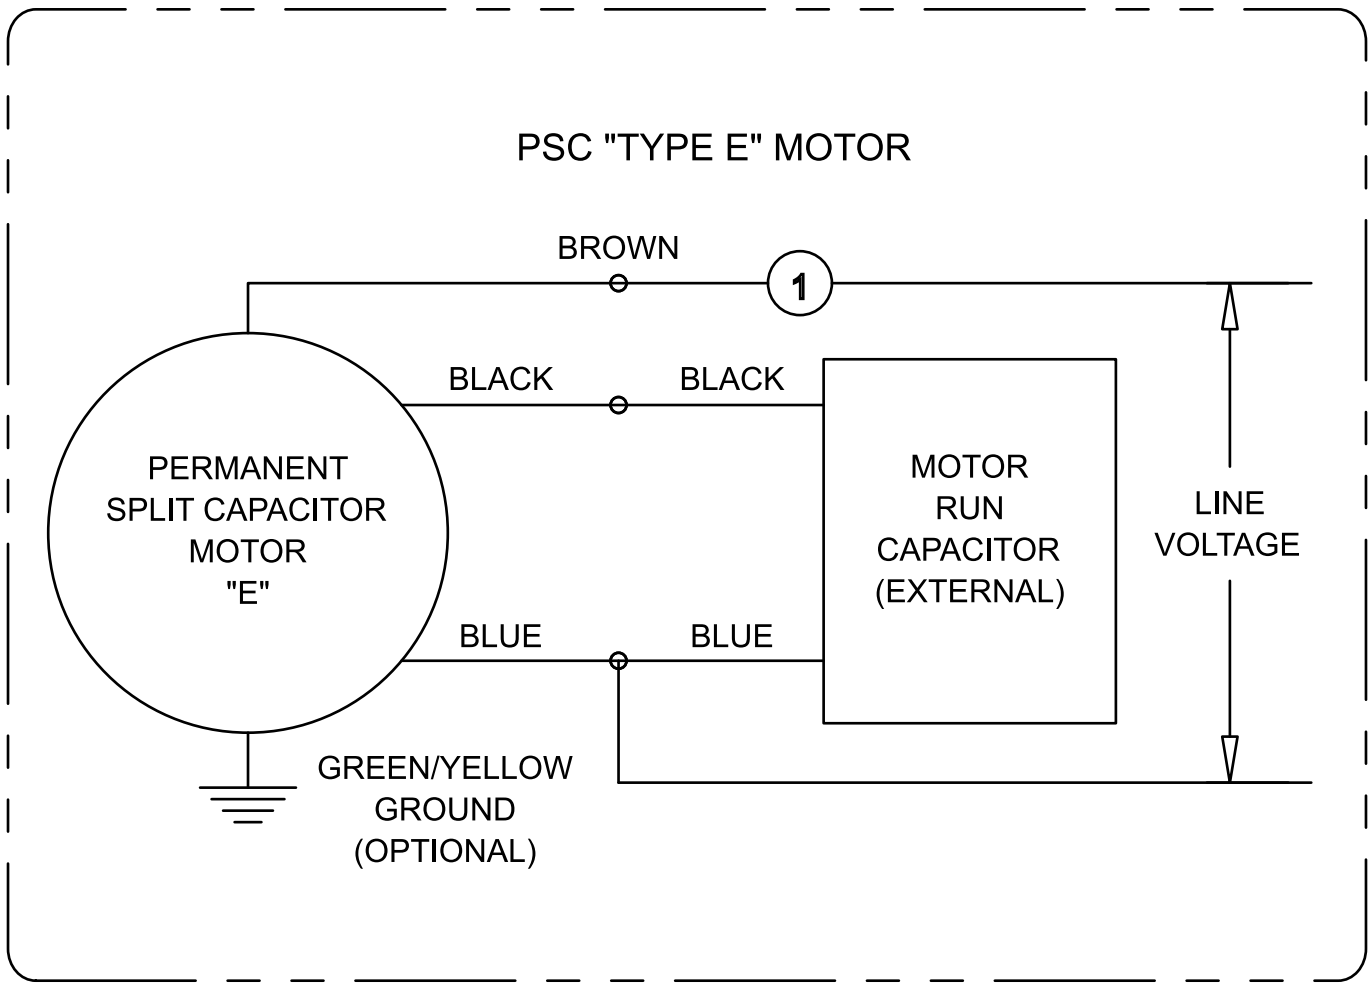 PSC "TYPE E" MOTOR
BROWN
1
BLACK
BLACK
PERMANENT
SPLIT CAPACITOR
MOTOR
"E"
MOTOR
RUN
CAPACITOR
(EXTERNAL)
LINE
VOLTAGE
BLUE
BLUE
GREEN/YELLOW
GROUND
(OPTIONAL)